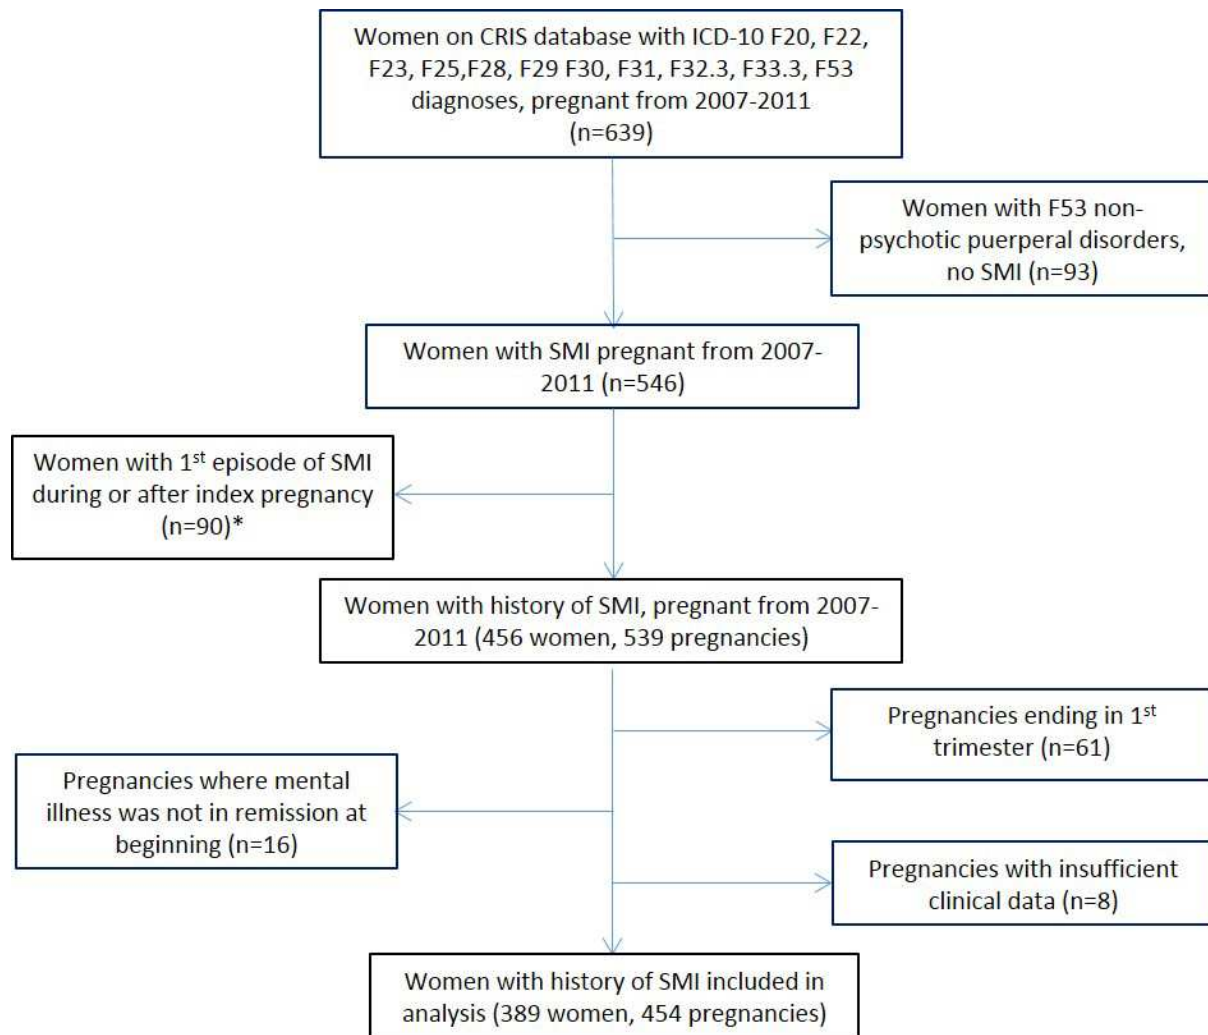 Women on CRIS database with ICD-10 F20, F22,
F23, F25,F28, F29 F30, F31, F32.3, F33.3, F53
diagnoses, pregnant from 2007-2011
(n=639)
Women with F53 non-
psychotic puerperal disorders,
no SMI (n=93)
Women with SMI pregnant from 2007-
2011 (n=546)
Women with 1st episode of SMI
during or after index pregnancy
(n=90)*
Women with history of SMI, pregnant from 2007-
2011 (456 women, 539 pregnancies)
Pregnancies ending in 1st
trimester (n=61)
Pregnancies where mental
illness was not in remission at
beginning (n=16)
Pregnancies with insufficient
clinical data (n=8)
Women with history of SMI included in
analysis (389 women, 454 pregnancies)